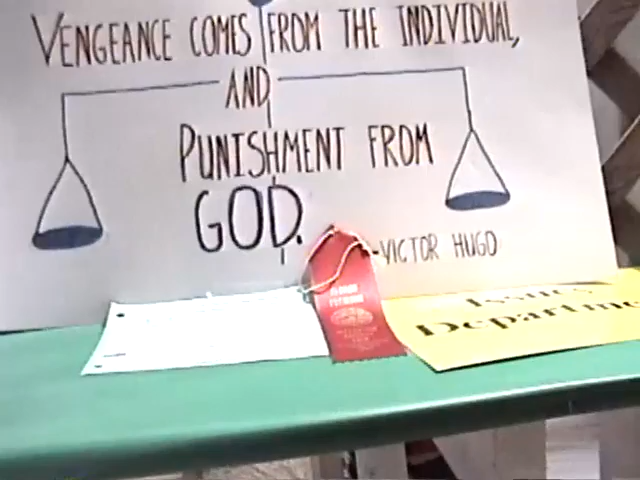 VENGEANCE COMES FROM THE INDIVIDUAL,
AND
PUNISHMENT FROM
GOD.
-VICTOR HUGO